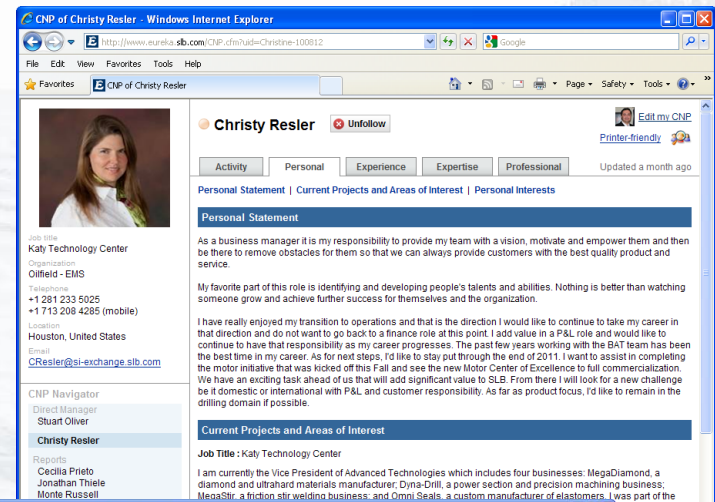 CNP of Christy Resler - Windows Internet Explorer
http://www.eureka.slb.com/CNP.cfm?uid=Christine-100812
Google
File Edit View Favorites Tools Help
Favorites
CNP of Christy Resler
Page
Safety
Tools
Christy Resler
Unfollow
Edit my CNP
Printer-friendly
Activity
Personal
Experience
Expertise
Professional
Updated a month ago
Personal Statement | Current Projects and Areas of Interest | Personal Interests
Personal Statement
As a business manager it is my responsibility to provide my team with a vision, motivate and empower them and then
be there to remove obstacles for them so that we can always provide customers with the best quality product and
service.
My favorite part of this role is identifying and developing people's talents and abilities. Nothing is better than watching
someone grow and achieve further success for themselves and the organization.
I have really enjoyed my transition to operations and that is the direction I would like to continue to take my career in
that direction and do not want to go back to a finance role at this point. I add value in a P&L role and would like to
continue to have that responsibility as my career progresses. The past few years working with the BAT team has been
the best time in my career. As for next steps, I'd like to stay put through the end of 2011. I want to assist in completing
the motor initiative that was kicked off this Fall and see the new Motor Center of Excellence to full commercialization.
We have an exciting task ahead of us that will add significant value to SLB. From there I will look for a new challenge
be it domestic or international with P&L and customer responsibility. As far as product focus, I'd like to remain in the
drilling domain if possible.
Current Projects and Areas of Interest
Job Title : Katy Technology Center
I am currently the Vice President of Advanced Technologies which includes four businesses: MegaDiamond, a
diamond and ultrahard materials manufacturer; Dyna-Drill, a power section and precision machining business;
MegaStir, a friction stir welding business; and Omni Seals, a custom manufacturer of elastomers. I was part of the
Job title
Katy Technology Center
Organization
Oilfield - EMS
Telephone
+1 281 233 5025
+1 713 208 4285 (mobile)
Location
Houston, United States
Email
CResler@si-exchange.slb.com
CNP Navigator
Direct Manager
Stuart Oliver
Christy Resler
Reports
Cecilia Prieto
Jonathan Thiele
Monte Russell